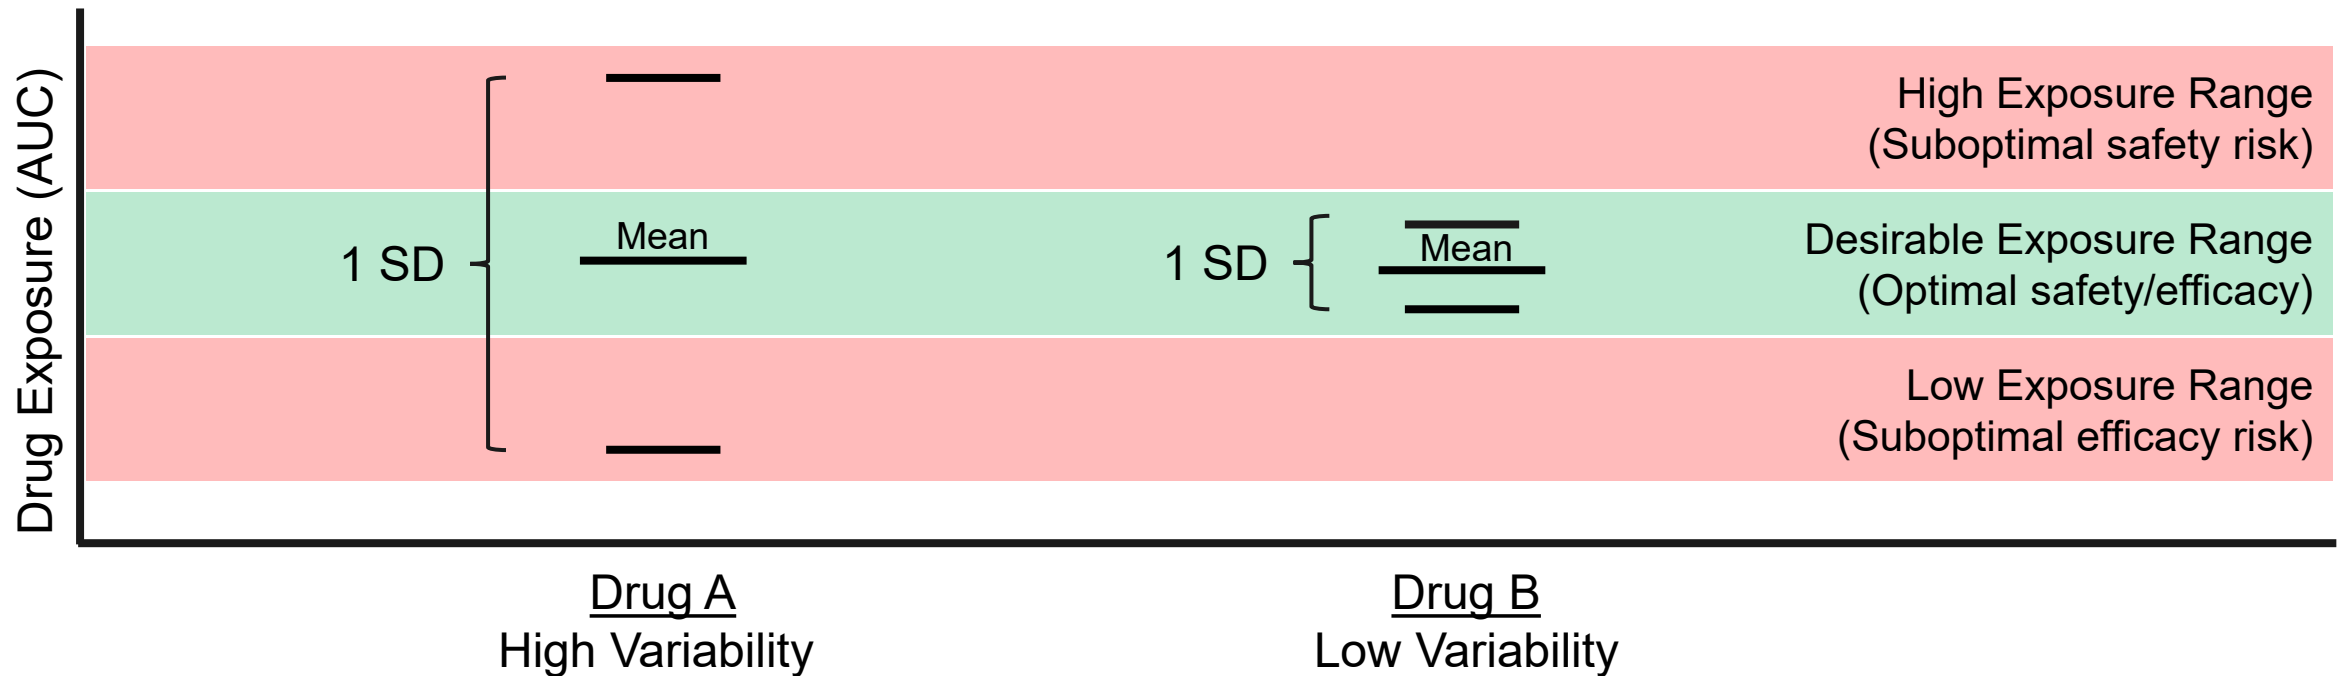 Drug Exposure (AUC)
High Exposure Range
(Suboptimal safety risk)
Mean
1 SD
Mean
1 SD
Desirable Exposure Range
(Optimal safety/efficacy)
Low Exposure Range
(Suboptimal efficacy risk)
Drug A
High Variability
Drug B
Low Variability